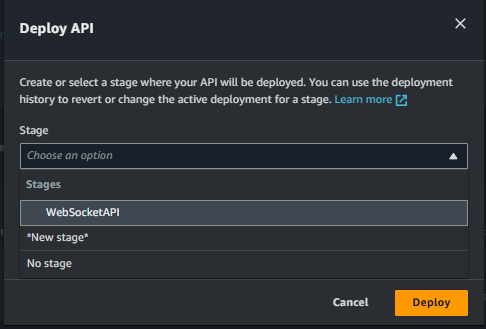 Deploy API
Create or select a stage where your API will be deployed. You can use the deployment
history to revert or change the active deployment for a stage. Learn more
Stage
Choose an option
Stages
WebSocketAPI
*New stage*
No stage
Cancel
Deploy